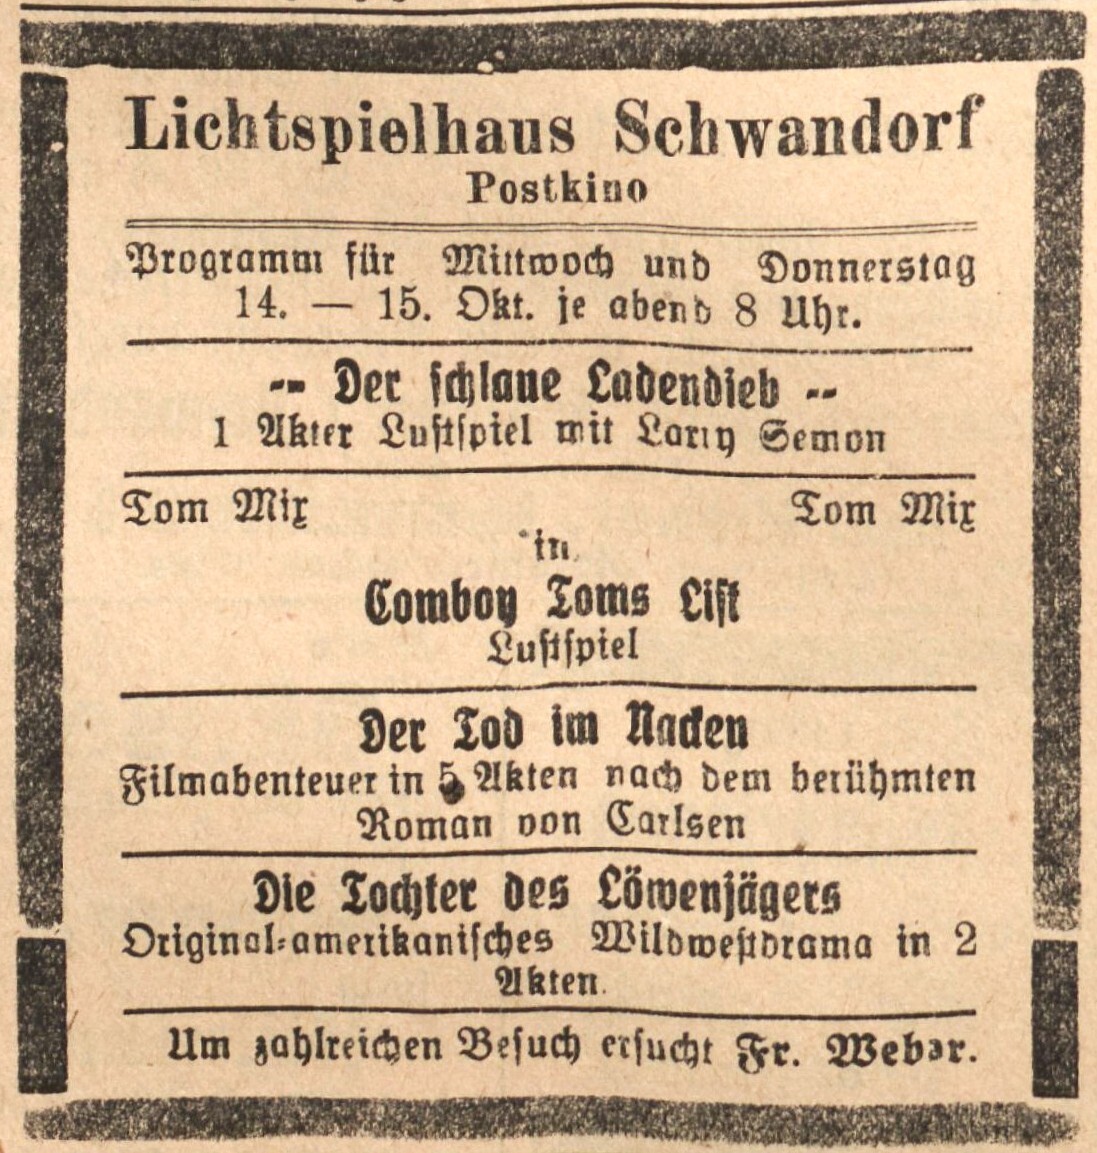 Lichtspielhaus Schwandorf
Postkino
Programm für Mittwoch und Donnerstag
14. — 15. Okt. je abend 8 Uhr.
-- Der schlaue Ladendieb --
1 Akter Lustspiel mit Larry Semon
Tom Mix Tom Mix
in
Cowboy Toms List
Lustspiel
Der Tod im Nacken
Filmabenteuer in 5 Akten nach dem berühmten
Roman von Carlsen
Die Tochter des Löwenjägers
Original-amerikanisches Wildwestdrama in 2
Akten.
Um zahlreichen Besuch ersucht Fr. Weber.